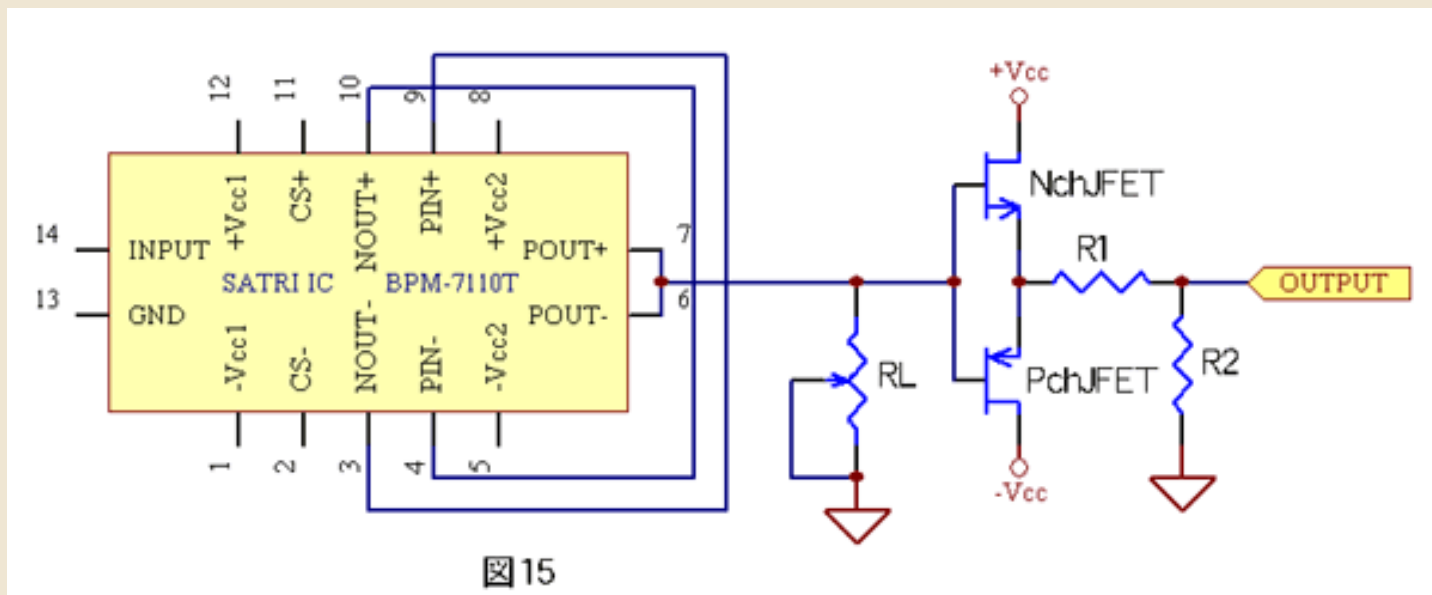 12
11
10
9
8
+Vcc1
CS+
NOUT+
PIN+
+Vcc2
14
INPUT
POUT+
7
SATRI IC
BPM-7110T
13
GND
POUT-
6
-Vcc1
CS-
NOUT-
PIN-
-Vcc2
1
2
3
4
5
+Vcc
NchJFET
R1
OUTPUT
RL
PchJFET
R2
-Vcc
図15